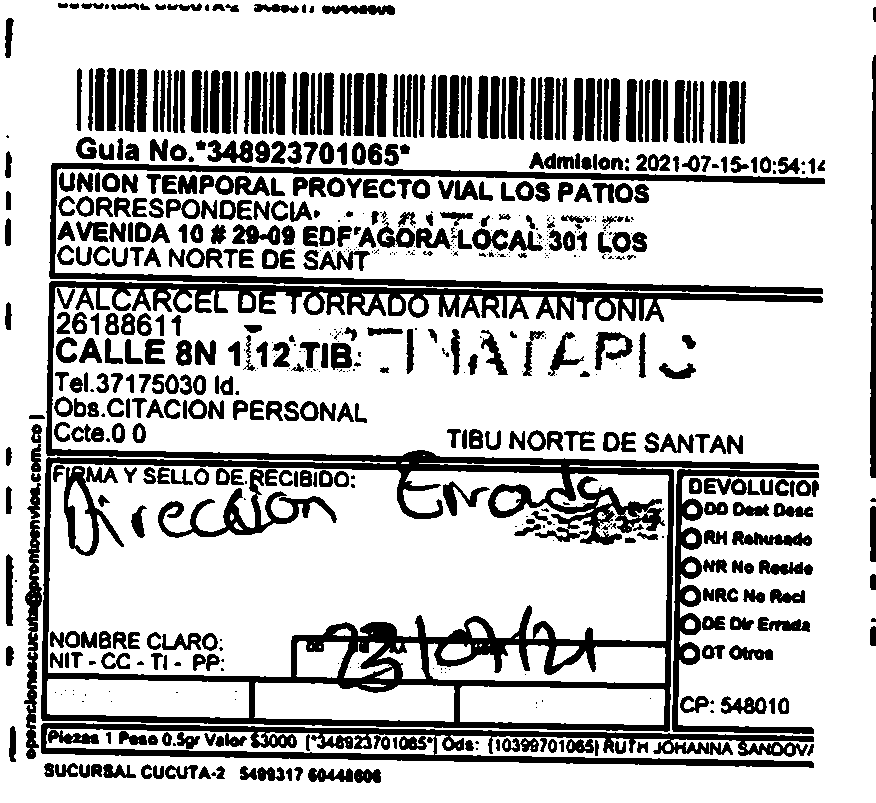 SUCURSAL CUCUTA-2
Guia No.*348923701065*
Admision: 2021-07-15-10:54:14
UNION TEMPORAL PROYECTO VIAL LOS PATIOS
CORRESPONDENCIA
AVENIDA 10 # 29-09 EDF AGORA LOCAL 301 LOS
CUCUTA NORTE DE SANT
VALCARCEL DE TORRADO MARIA ANTONIA
26188611
CALLE 8N 1 12 TIB
Tel.37175030 Id.
Obs.CITACION PERSONAL
Ccte.0 0
TIBU NORTE DE SANTAN
FIRMA Y SELLO DE RECIBIDO:
Dirección Errada
NOMBRE CLARO:
NIT - CC - TI - PP:
23/07/21
DEVOLUCION
DD Dest Desc
RH Rehusado
NR No Reside
NRC No Recl
DE Dir Errada
OT Otros
CP: 548010
operacionescucuta@prontoenvios.com.co
Piezas 1 Peso 0.5gr Valor $3000 [*348923701065*] Ods: (10399701065) RUTH JOHANNA SANDOVA
SUCURSAL CUCUTA-2 5499317 60448606